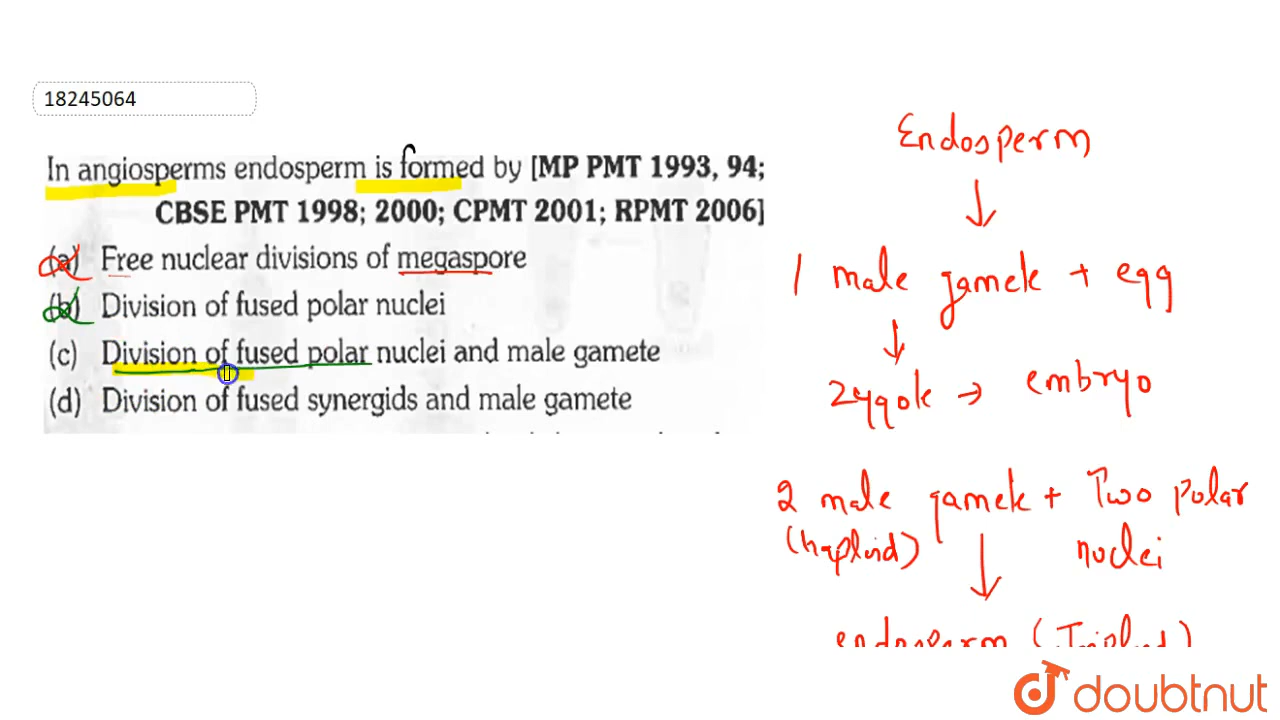 18245064
In angiosperms endosperm is formed by [MP PMT 1993, 94;
CBSE PMT 1998; 2000; CPMT 2001; RPMT 2006]
(a) Free nuclear divisions of megaspore
(b) Division of fused polar nuclei
(c) Division of fused polar nuclei and male gamete
(d) Division of fused synergids and male gamete
Endosperm
1 male gamete + egg
Zygote → embryo
2 male gamete + Two polar
(haploid) nuclei
endosperm (Triploid)
doubtnut